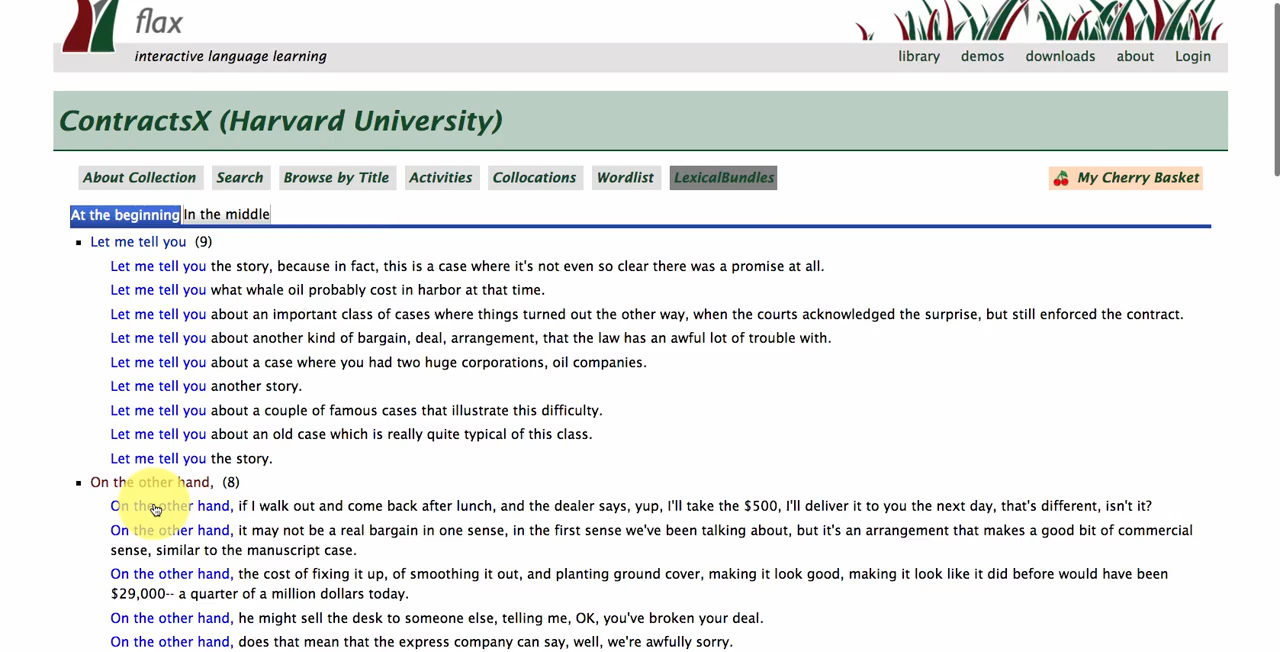 flax
interactive language learning
library demos downloads about Login
ContractsX (Harvard University)
About Collection Search Browse by Title Activities Collocations Wordlist LexicalBundles My Cherry Basket
At the beginning In the middle
Let me tell you (9)
Let me tell you the story, because in fact, this is a case where it's not even so clear there was a promise at all.
Let me tell you what whale oil probably cost in harbor at that time.
Let me tell you about an important class of cases where things turned out the other way, when the courts acknowledged the surprise, but still enforced the contract.
Let me tell you about another kind of bargain, deal, arrangement, that the law has an awful lot of trouble with.
Let me tell you about a case where you had two huge corporations, oil companies.
Let me tell you another story.
Let me tell you about a couple of famous cases that illustrate this difficulty.
Let me tell you about an old case which is really quite typical of this class.
Let me tell you the story.
On the other hand, (8)
On the other hand, if I walk out and come back after lunch, and the dealer says, yup, I'll take the $500, I'll deliver it to you the next day, that's different, isn't it?
On the other hand, it may not be a real bargain in one sense, in the first sense we've been talking about, but it's an arrangement that makes a good bit of commercial
sense, similar to the manuscript case.
On the other hand, the cost of fixing it up, of smoothing it out, and planting ground cover, making it look good, making it look like it did before would have been
$29,000-- a quarter of a million dollars today.
On the other hand, he might sell the desk to someone else, telling me, OK, you've broken your deal.
On the other hand, does that mean that the express company can say, well, we're awfully sorry.